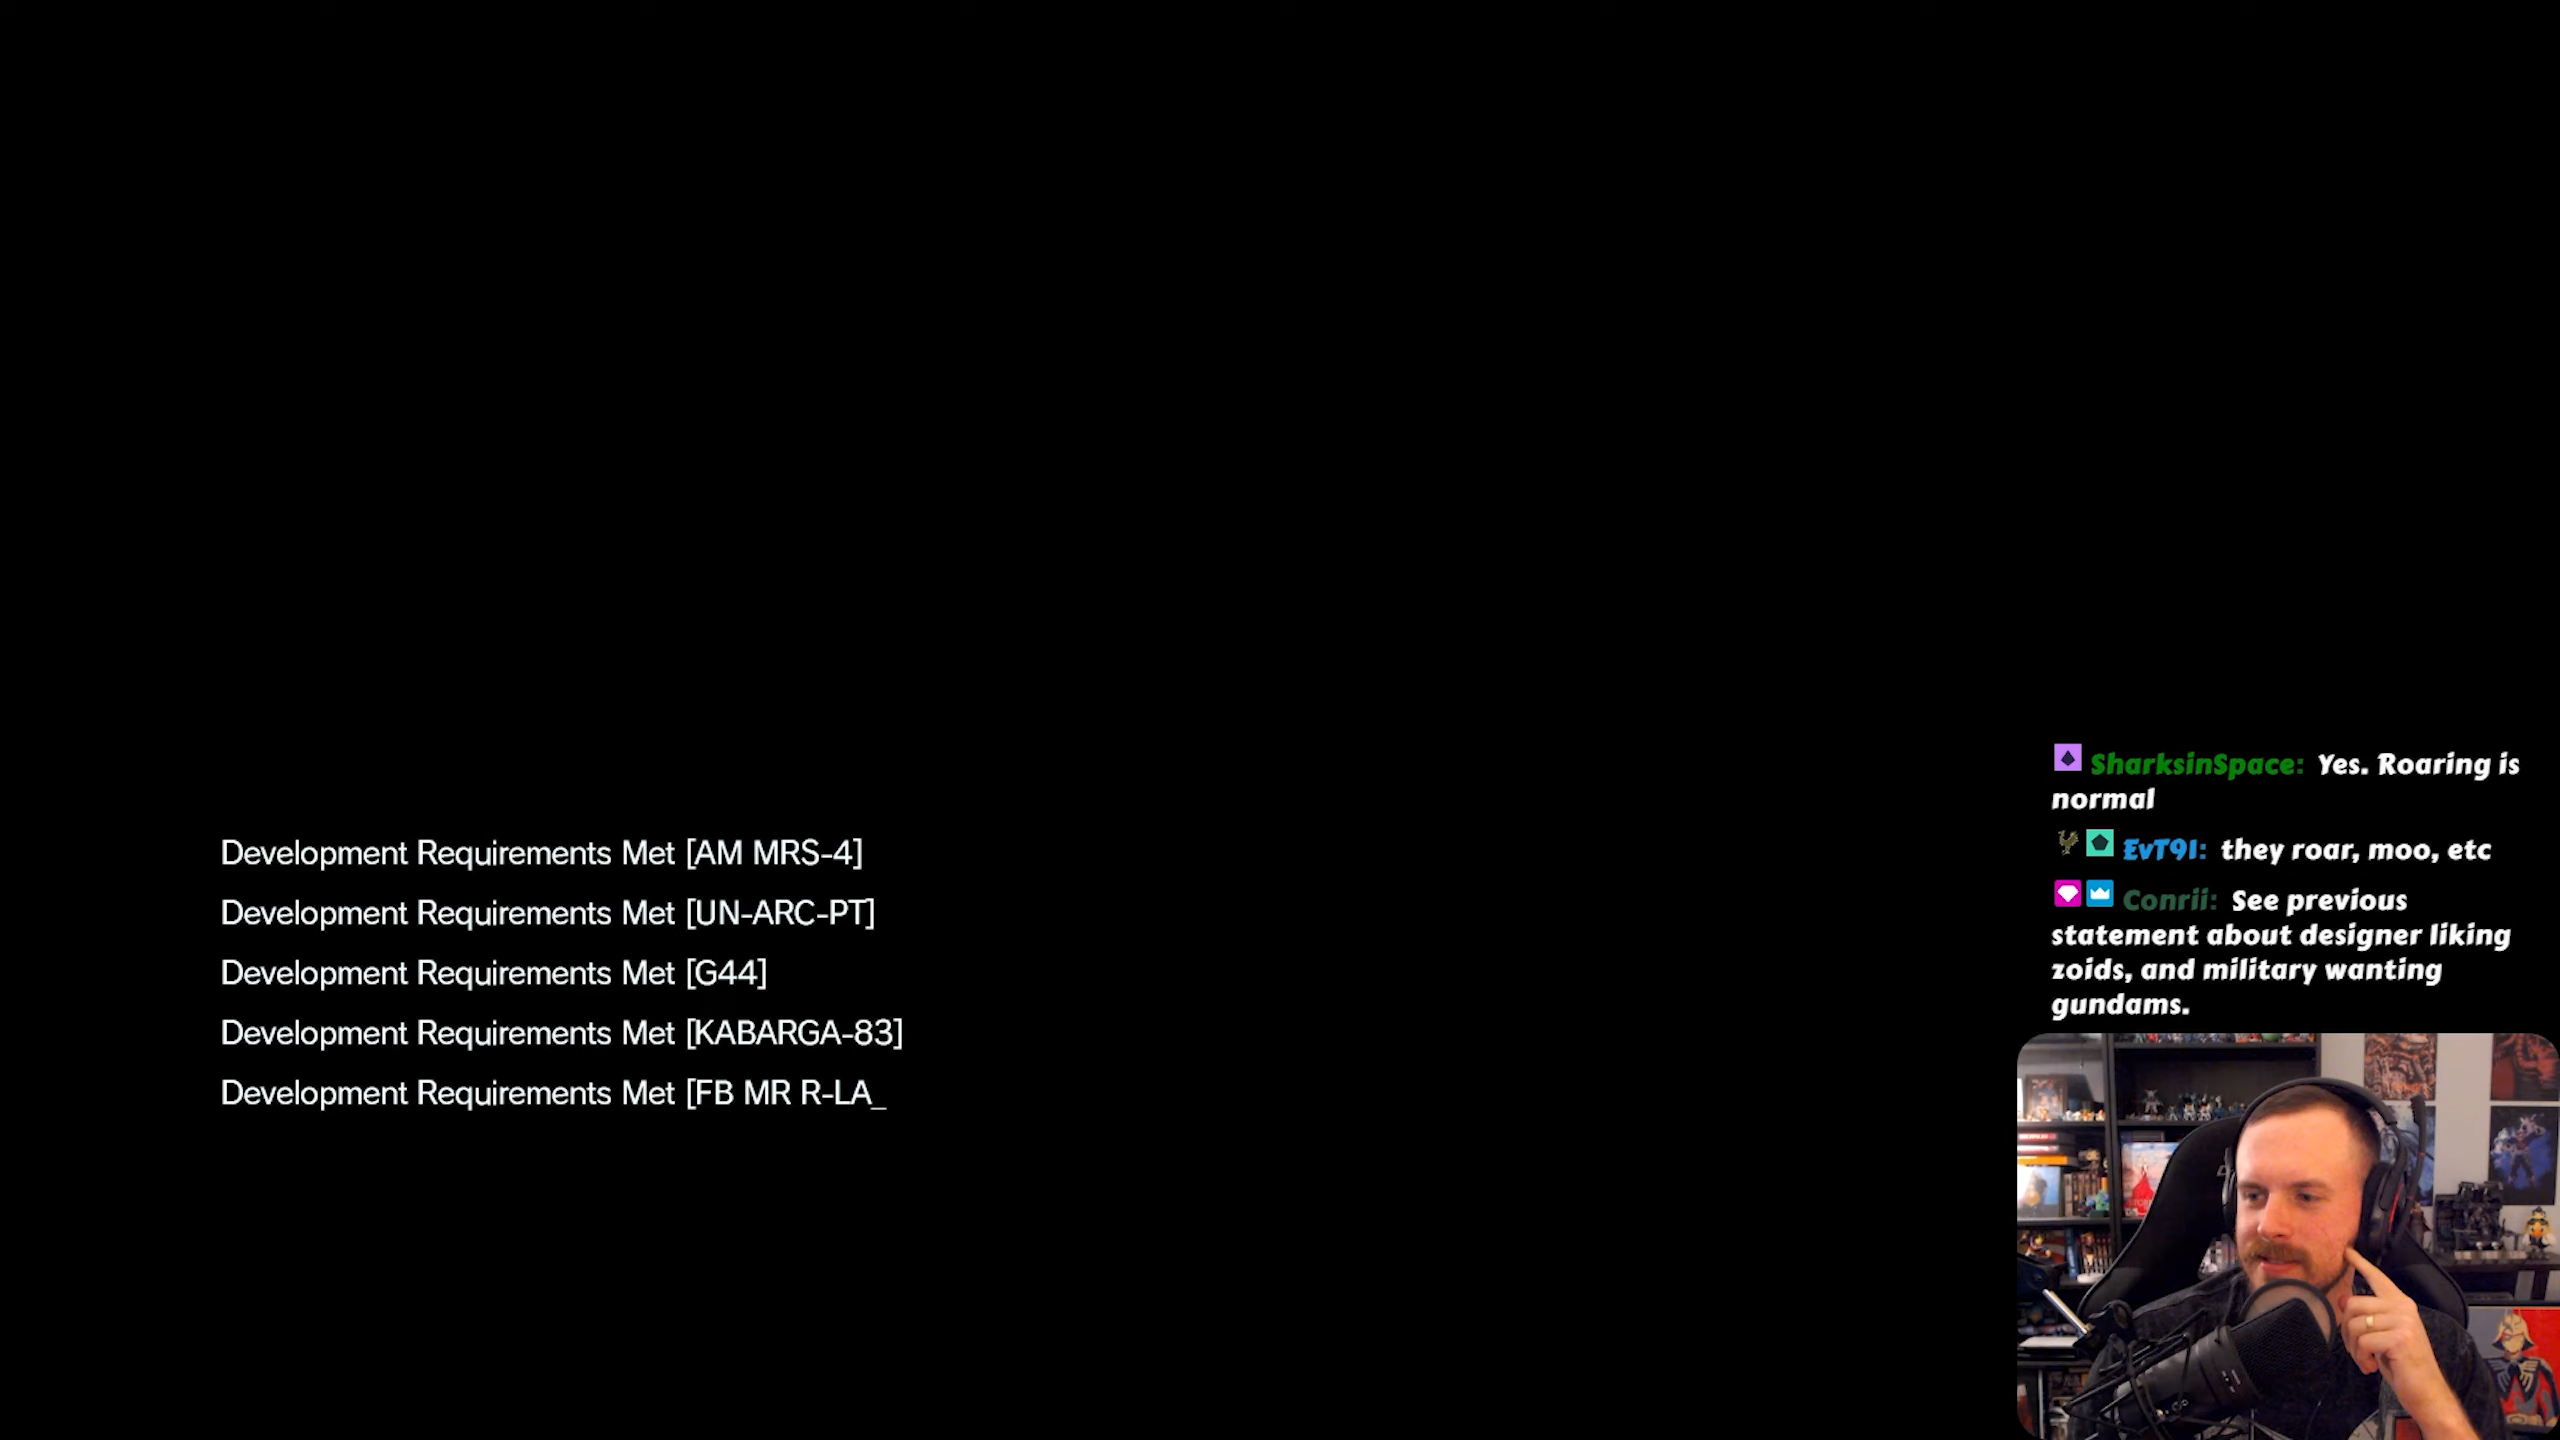 Development Requirements Met [AM MRS-4]
Development Requirements Met [UN-ARC-PT]
Development Requirements Met [G44]
Development Requirements Met [KABARGA-83]
Development Requirements Met [FB MR R-LA_
SharksinSpace: Yes. Roaring is
normal
EvT91: they roar, moo, etc
Conrii: See previous
statement about designer liking
zoids, and military wanting
gundams.